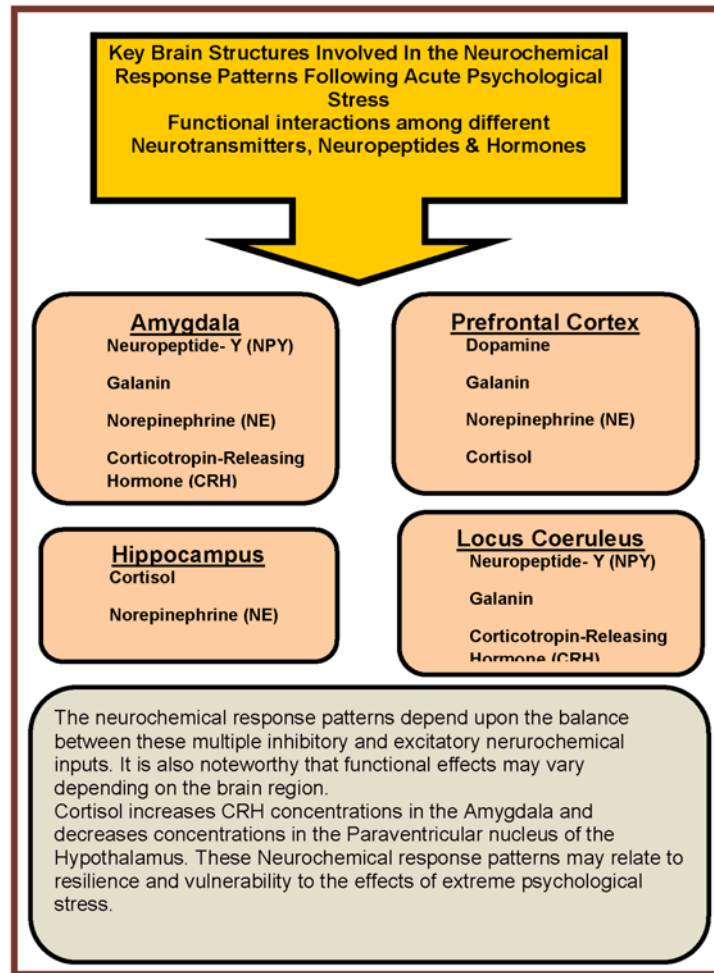 Key Brain Structures Involved In the Neurochemical
Response Patterns Following Acute Psychological
Stress
Functional interactions among different
Neurotransmitters, Neuropeptides & Hormones
Amygdala
Neuropeptide- Y (NPY)
Galanin
Norepinephrine (NE)
Corticotropin-Releasing
Hormone (CRH)
Prefrontal Cortex
Dopamine
Galanin
Norepinephrine (NE)
Cortisol
Hippocampus
Cortisol
Norepinephrine (NE)
Locus Coeruleus
Neuropeptide- Y (NPY)
Galanin
Corticotropin-Releasing
Hormone (CRH)
The neurochemical response patterns depend upon the balance
between these multiple inhibitory and excitatory nerurochemical
inputs. It is also noteworthy that functional effects may vary
depending on the brain region.
Cortisol increases CRH concentrations in the Amygdala and
decreases concentrations in the Paraventricular nucleus of the
Hypothalamus. These Neurochemical response patterns may relate to
resilience and vulnerability to the effects of extreme psychological
stress.